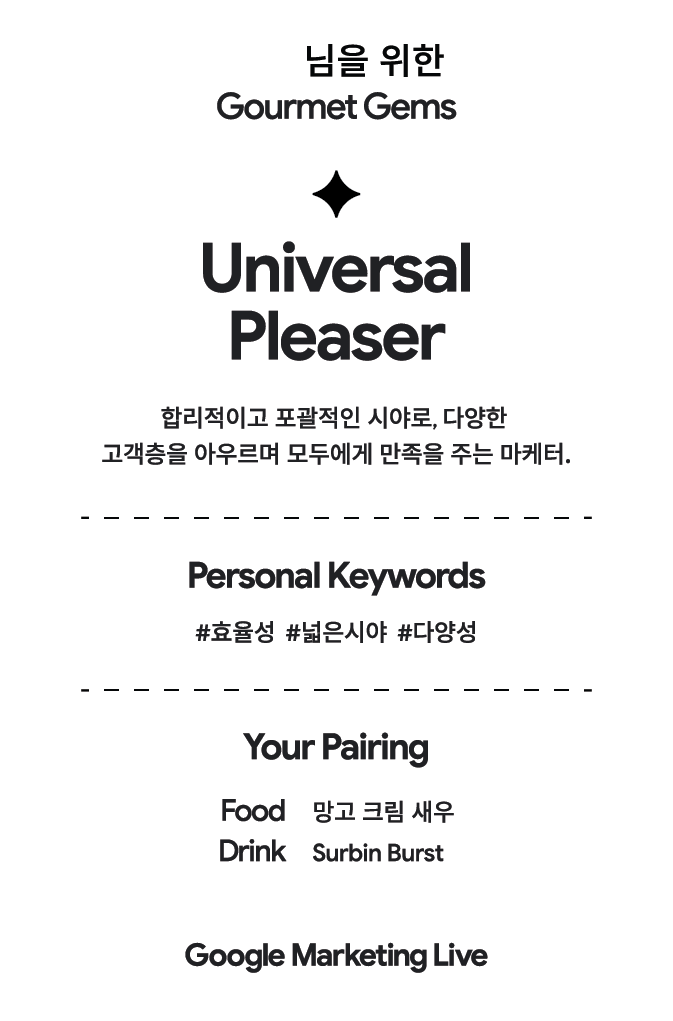 님을 위한
Gourmet Gems
Universal
Pleaser
합리적이고 포괄적인 시야로, 다양한
고객층을 아우르며 모두에게 만족을 주는 마케터.
Personal Keywords
#효율성 #넓은시야 #다양성
Your Pairing
Food 망고 크림 새우
Drink Surbin Burst
Google Marketing Live